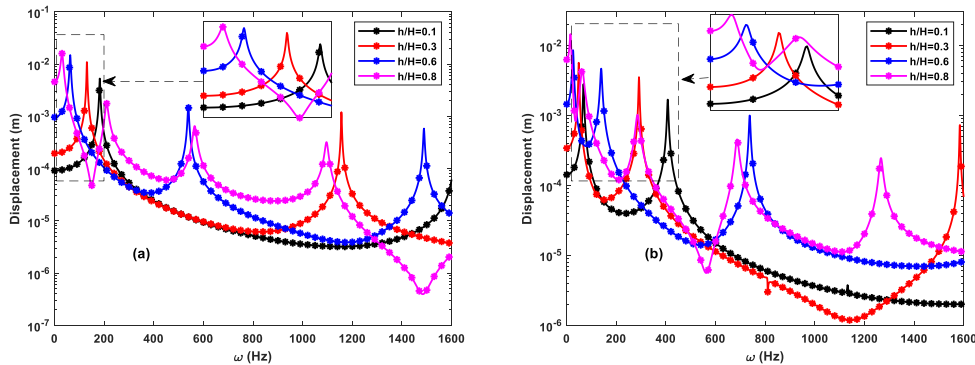 (a)
h/H=0.1
h/H=0.3
h/H=0.6
h/H=0.8
Displacement (m)
10^-1
10^-2
10^-3
10^-4
10^-5
10^-6
10^-7
(a)
0 200 400 600 800 1000 1200 1400 1600
ω (Hz)
(b)
h/H=0.1
h/H=0.3
h/H=0.6
h/H=0.8
Displacement (m)
10^-2
10^-3
10^-4
10^-5
10^-6
(b)
0 200 400 600 800 1000 1200 1400 1600
ω (Hz)